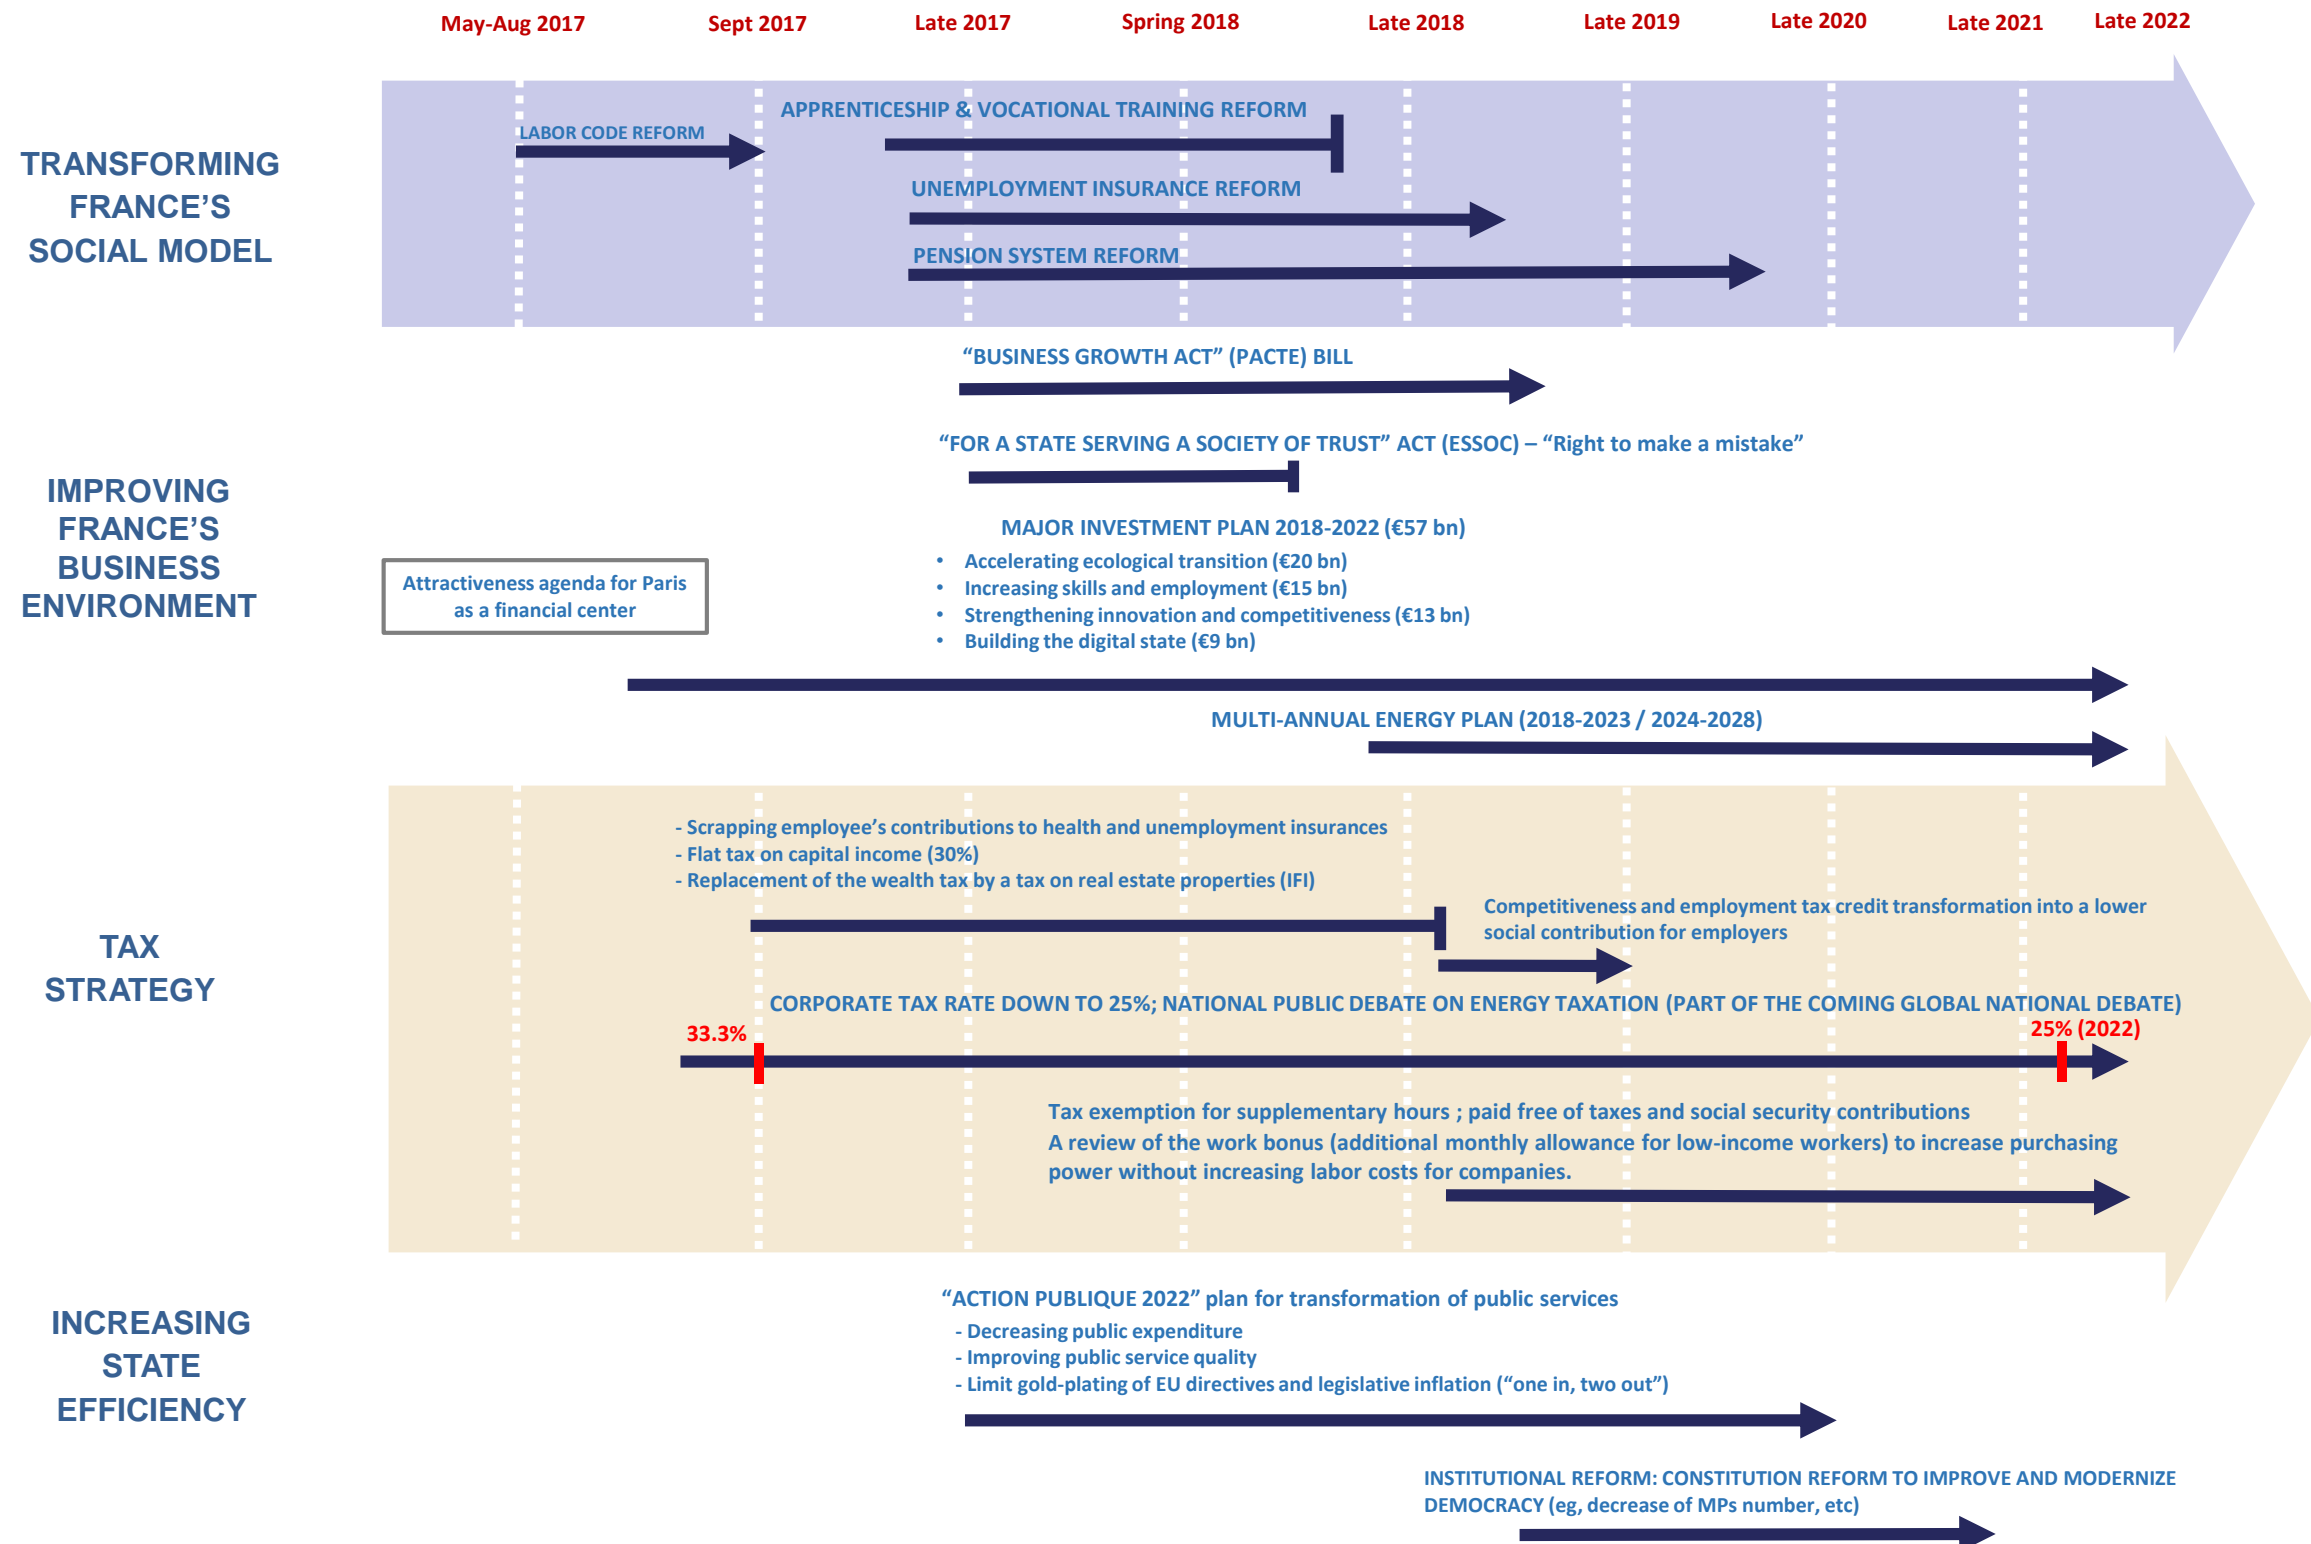 May-Aug 2017
Sept 2017
Late 2017
Spring 2018
Late 2018
Late 2019
Late 2020
Late 2021
Late 2022
TRANSFORMING
FRANCE’S
SOCIAL MODEL
LABOR CODE REFORM
APPRENTICESHIP & VOCATIONAL TRAINING REFORM
UNEMPLOYMENT INSURANCE REFORM
PENSION SYSTEM REFORM
IMPROVING
FRANCE’S
BUSINESS
ENVIRONMENT
“BUSINESS GROWTH ACT” (PACTE) BILL
“FOR A STATE SERVING A SOCIETY OF TRUST” ACT (ESSOC) – “Right to make a mistake”
Attractiveness agenda for Paris
as a financial center
MAJOR INVESTMENT PLAN 2018-2022 (€57 bn)
• Accelerating ecological transition (€20 bn)
• Increasing skills and employment (€15 bn)
• Strengthening innovation and competitiveness (€13 bn)
• Building the digital state (€9 bn)
MULTI-ANNUAL ENERGY PLAN (2018-2023 / 2024-2028)
TAX
STRATEGY
- Scrapping employee’s contributions to health and unemployment insurances
- Flat tax on capital income (30%)
- Replacement of the wealth tax by a tax on real estate properties (IFI)
Competitiveness and employment tax credit transformation into a lower
social contribution for employers
CORPORATE TAX RATE DOWN TO 25%; NATIONAL PUBLIC DEBATE ON ENERGY TAXATION (PART OF THE COMING GLOBAL NATIONAL DEBATE)
33.3%
25% (2022)
Tax exemption for supplementary hours ; paid free of taxes and social security contributions
A review of the work bonus (additional monthly allowance for low-income workers) to increase purchasing
power without increasing labor costs for companies.
INCREASING
STATE
EFFICIENCY
“ACTION PUBLIQUE 2022” plan for transformation of public services
- Decreasing public expenditure
- Improving public service quality
- Limit gold-plating of EU directives and legislative inflation (“one in, two out”)
INSTITUTIONAL REFORM: CONSTITUTION REFORM TO IMPROVE AND MODERNIZE
DEMOCRACY (eg, decrease of MPs number, etc)